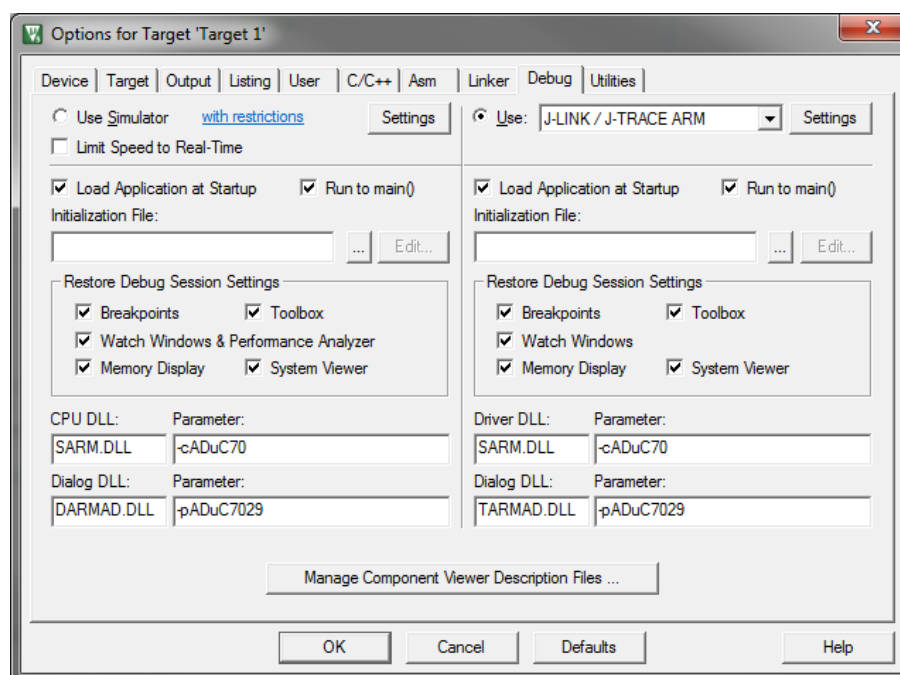 Options for Target 'Target 1'
Device Target Output Listing User C/C++ Asm Linker Debug Utilities
Use Simulator with restrictions Settings
Limit Speed to Real-Time
Use: J-LINK / J-TRACE ARM Settings
Load Application at Startup Run to main()
Initialization File:
... Edit...
Restore Debug Session Settings
Breakpoints Toolbox
Watch Windows & Performance Analyzer
Memory Display System Viewer
CPU DLL: Parameter:
SARM.DLL -cADuC70
Dialog DLL: Parameter:
DARMAD.DLL -pADuC7029
Load Application at Startup Run to main()
Initialization File:
... Edit...
Restore Debug Session Settings
Breakpoints Toolbox
Watch Windows
Memory Display System Viewer
Driver DLL: Parameter:
SARM.DLL -cADuC70
Dialog DLL: Parameter:
TARMAD.DLL -pADuC7029
Manage Component Viewer Description Files ...
OK Cancel Defaults Help